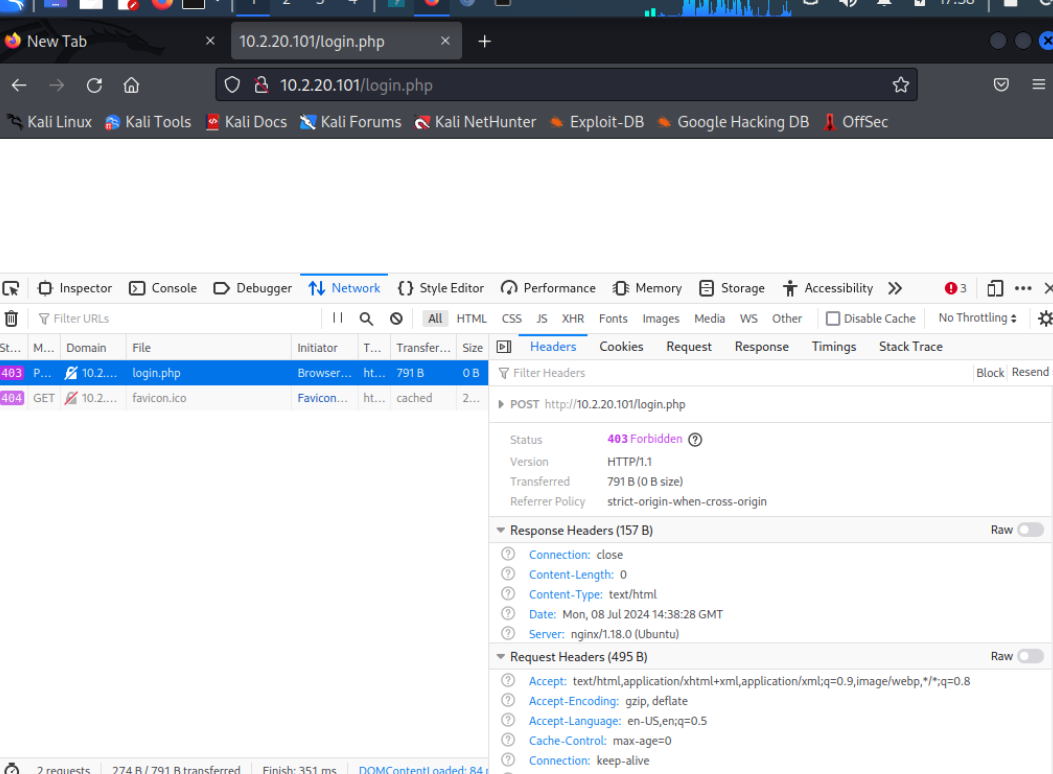 1 2 3 4 17:38
New Tab × 10.2.20.101/login.php × +
10.2.20.101/login.php
Kali Linux Kali Tools Kali Docs Kali Forums Kali NetHunter Exploit-DB Google Hacking DB OffSec
Inspector Console Debugger Network Style Editor Performance Memory Storage Accessibility 3
Filter URLs All HTML CSS JS XHR Fonts Images Media WS Other Disable Cache No Throttling
St... M... Domain File Initiator T... Transfer... Size Headers Cookies Request Response Timings Stack Trace
403 P... 10.2.... login.php Browser... ht... 791 B 0 B Filter Headers Block Resend
404 GET 10.2.... favicon.ico Favicon... ht... cached 2...
POST http://10.2.20.101/login.php
Status 403 Forbidden
Version HTTP/1.1
Transferred 791 B (0 B size)
Referrer Policy strict-origin-when-cross-origin
Response Headers (157 B) Raw
Connection: close
Content-Length: 0
Content-Type: text/html
Date: Mon, 08 Jul 2024 14:38:28 GMT
Server: nginx/1.18.0 (Ubuntu)
Request Headers (495 B) Raw
Accept: text/html,application/xhtml+xml,application/xml;q=0.9,image/webp,*/*;q=0.8
Accept-Encoding: gzip, deflate
Accept-Language: en-US,en;q=0.5
Cache-Control: max-age=0
Connection: keep-alive
2 requests 274 B / 791 B transferred Finish: 351 ms DOMContentLoaded: 84